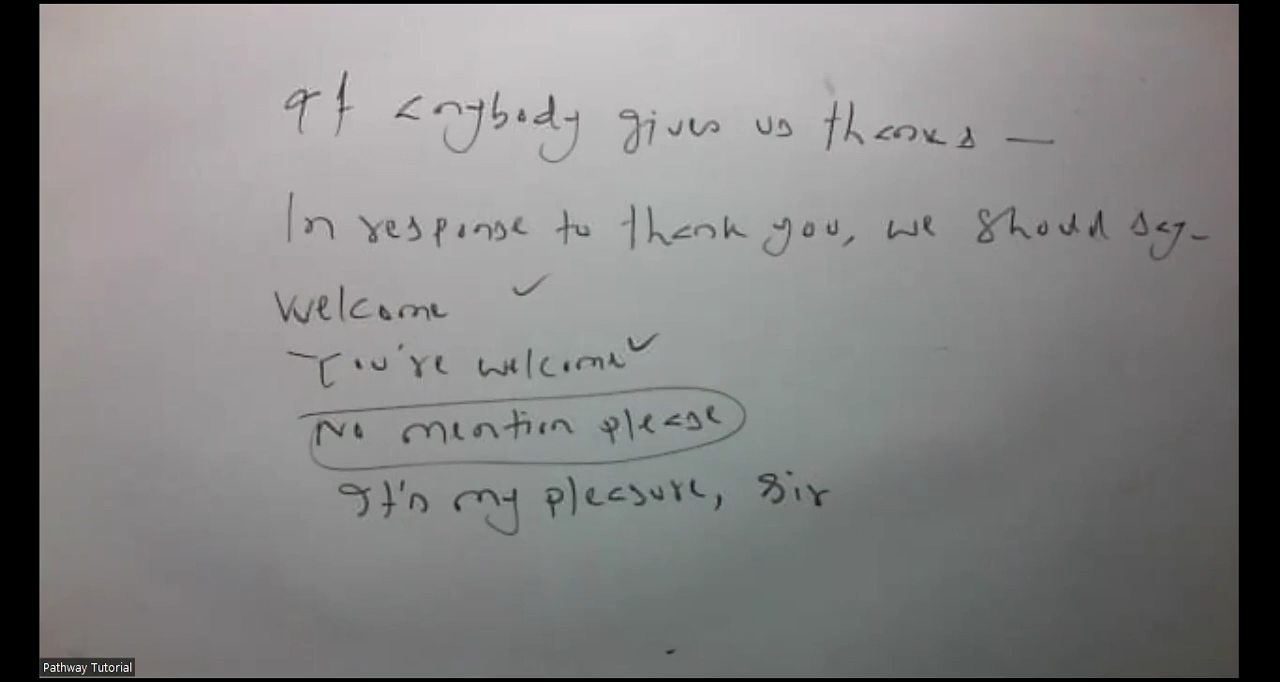 If anybody gives us thanks —
In response to thank you, we should say-
Welcome ✓
You're welcome ✓
No mention please
It's my pleasure, Sir
Pathway Tutorial